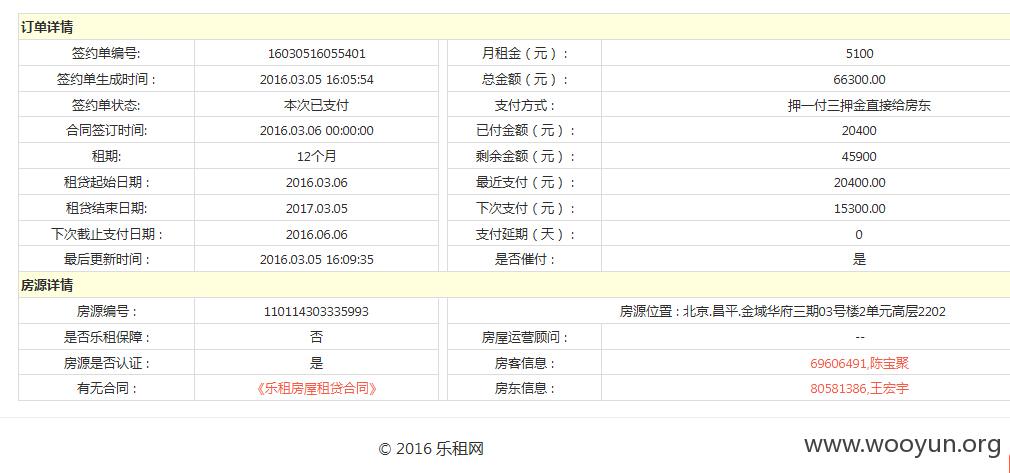 订单详情
签约单编号: 16030516055401 月租金（元）: 5100
签约单生成时间: 2016.03.05 16:05:54 总金额（元）: 66300.00
签约单状态: 本次已支付 支付方式: 押一付三押金直接给房东
合同签订时间: 2016.03.06 00:00:00 已付金额（元）: 20400
租期: 12个月 剩余金额（元）: 45900
租贷起始日期: 2016.03.06 最近支付（元）: 20400.00
租贷结束日期: 2017.03.05 下次支付（元）: 15300.00
下次截止支付日期: 2016.06.06 支付延期（天）: 0
最后更新时间: 2016.03.05 16:09:35 是否催付: 是
房源详情
房源编号: 110114303335993 房源位置:北京.昌平.金域华府三期03号楼2单元高层2202
是否乐租保障: 否 房屋运营顾问: --
房源是否认证: 是 房客信息: 69606491,陈宝聚
有无合同: 《乐租房屋租贷合同》 房东信息: 80581386,王宏宇
© 2016 乐租网
www.wooyun.org